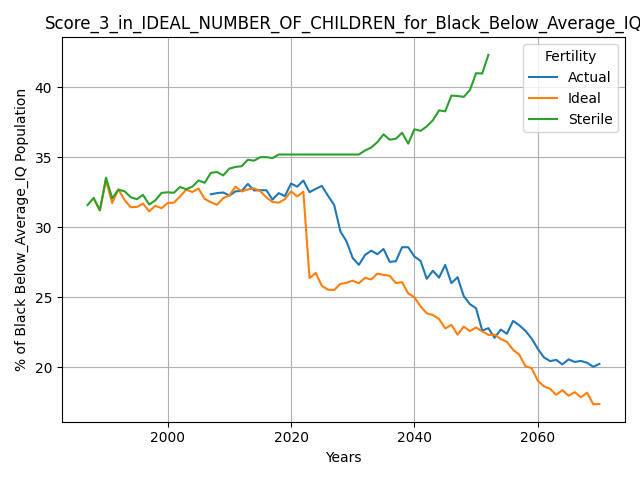 Score_3_in_IDEAL_NUMBER_OF_CHILDREN_for_Black_Below_Average_IQ
Fertility
Actual
Ideal
Sterile
% of Black Below_Average_IQ Population
40
35
30
25
20
2000
2020
2040
2060
Years